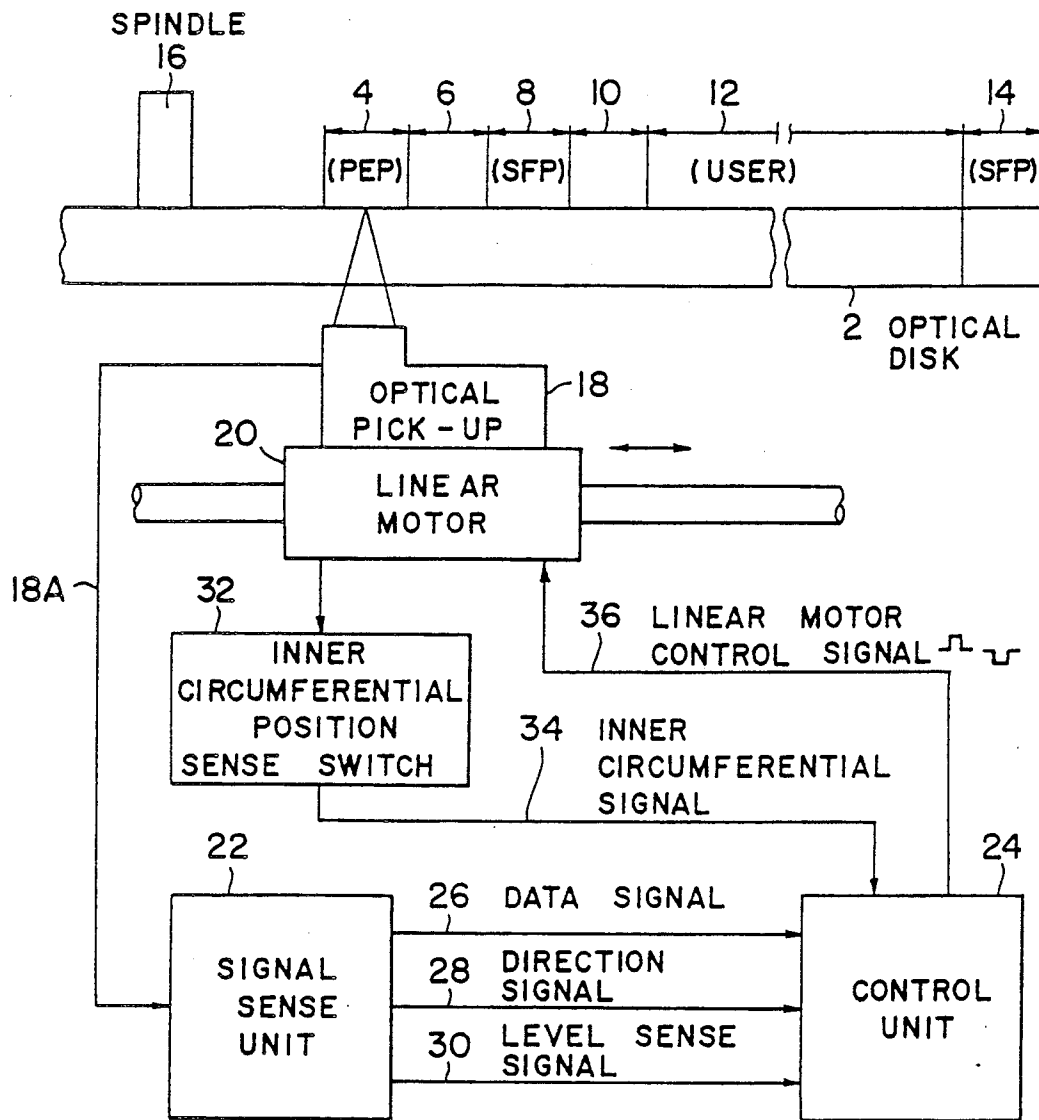 SPINDLE
16
4 6 8 10 12 14
(PEP) (SFP) (USER) (SFP)
2 OPTICAL
DISK
OPTICAL
PICK-UP
18
20
LINEAR
MOTOR
18A
32
INNER
CIRCUMFERENTIAL
POSITION
SENSE SWITCH
36 LINEAR MOTOR
CONTROL SIGNAL
34 INNER
CIRCUMFERENTIAL
SIGNAL
22
24
SIGNAL
SENSE
UNIT
26 DATA SIGNAL
28 DIRECTION
SIGNAL
30 LEVEL SENSE
SIGNAL
CONTROL
UNIT